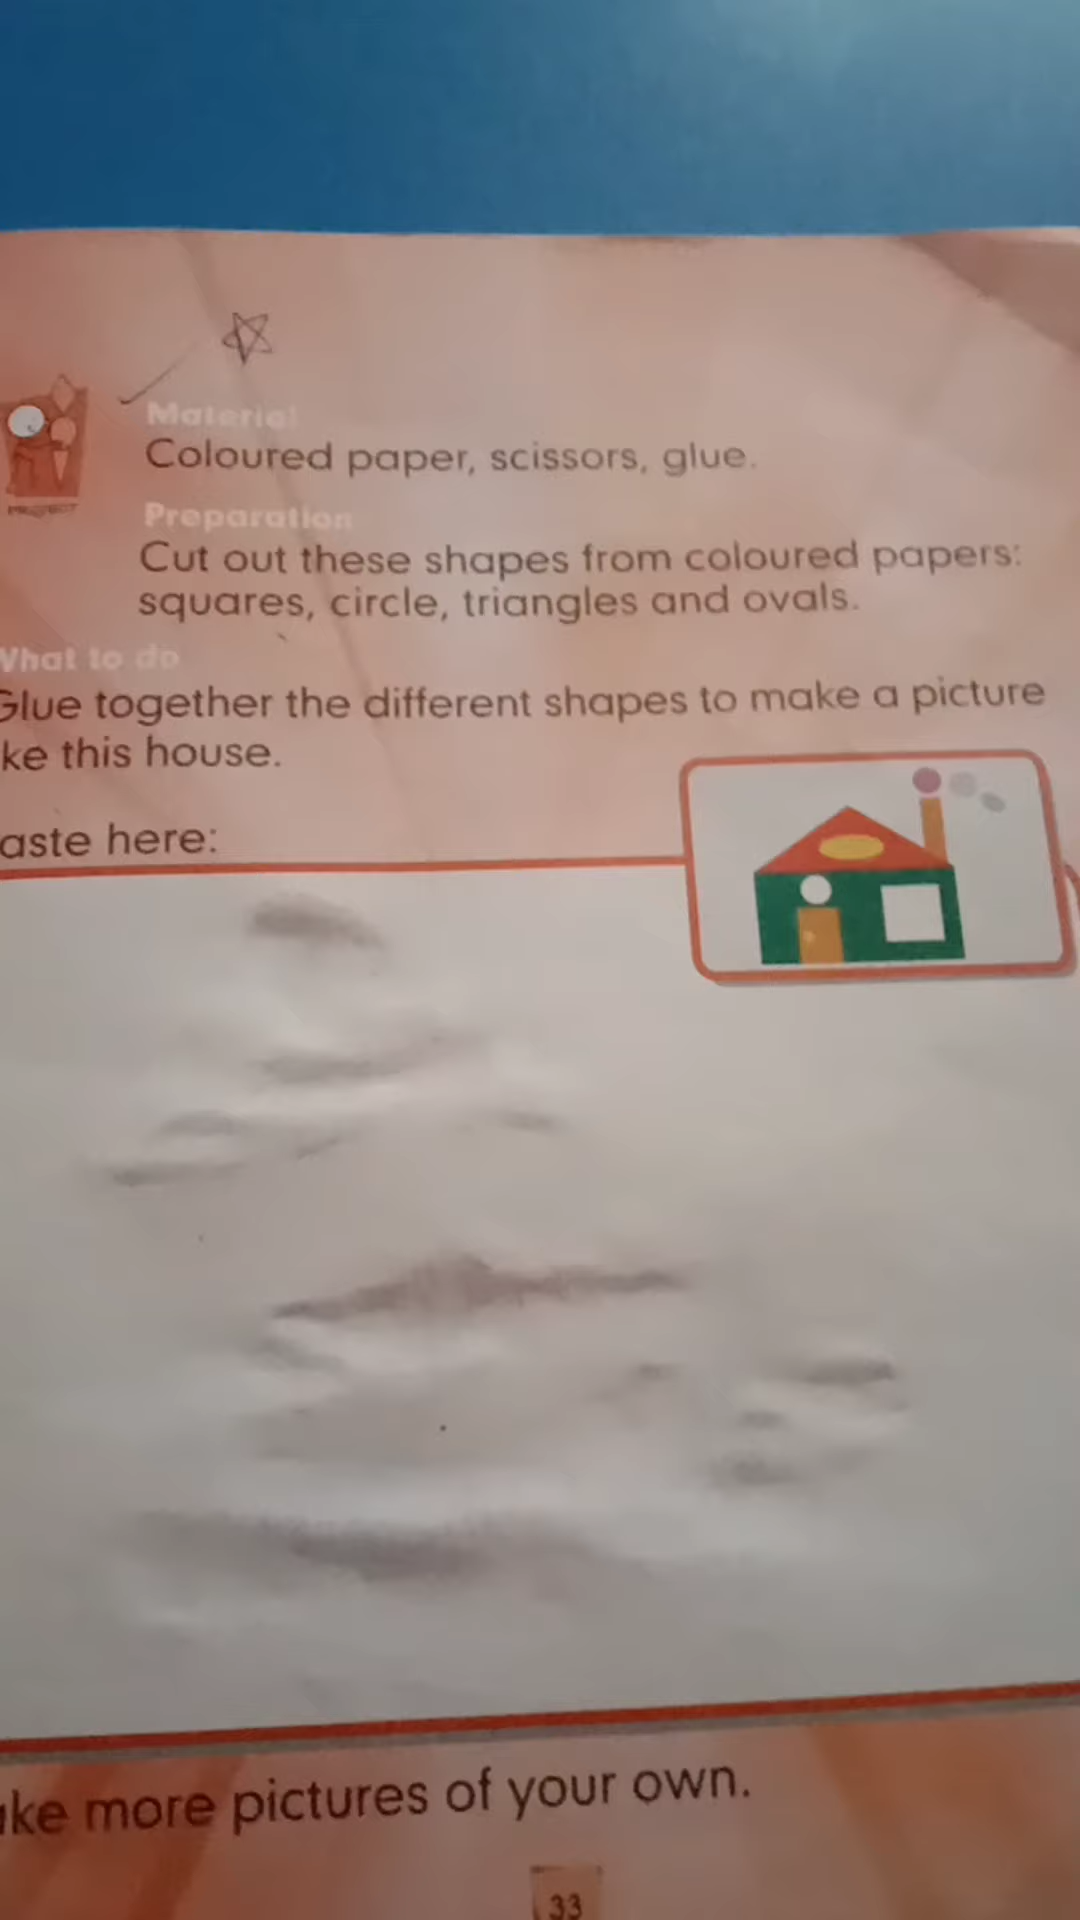 Material
Coloured paper, scissors, glue.
PROJECT
Preparation
Cut out these shapes from coloured papers:
squares, circle, triangles and ovals.
What to do
Glue together the different shapes to make a picture
ke this house.
aste here:
ake more pictures of your own.
33